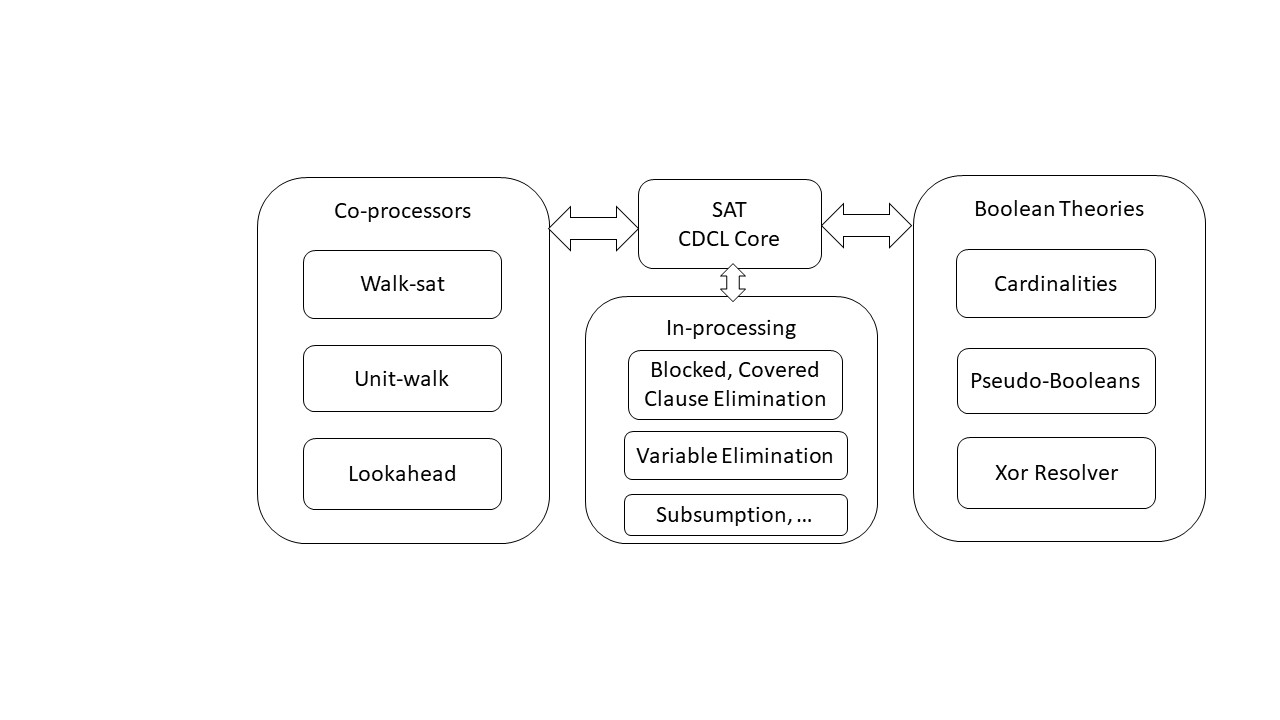 Co-processors
Walk-sat
Unit-walk
Lookahead
SAT
CDCL Core
In-processing
Blocked, Covered
Clause Elimination
Variable Elimination
Subsumption, ...
Boolean Theories
Cardinalities
Pseudo-Booleans
Xor Resolver